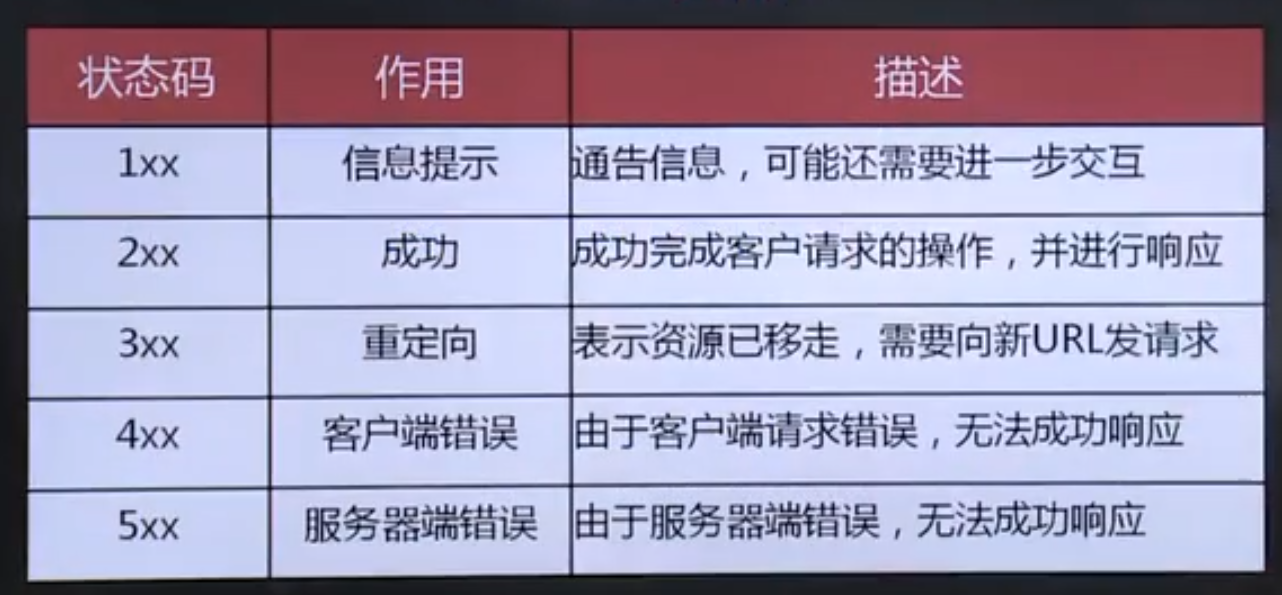 状态码 作用 描述
1xx 信息提示 通告信息，可能还需要进一步交互
2xx 成功 成功完成客户请求的操作，并进行响应
3xx 重定向 表示资源已移走，需要向新URL发请求
4xx 客户端错误 由于客户端请求错误，无法成功响应
5xx 服务器端错误 由于服务器端错误，无法成功响应